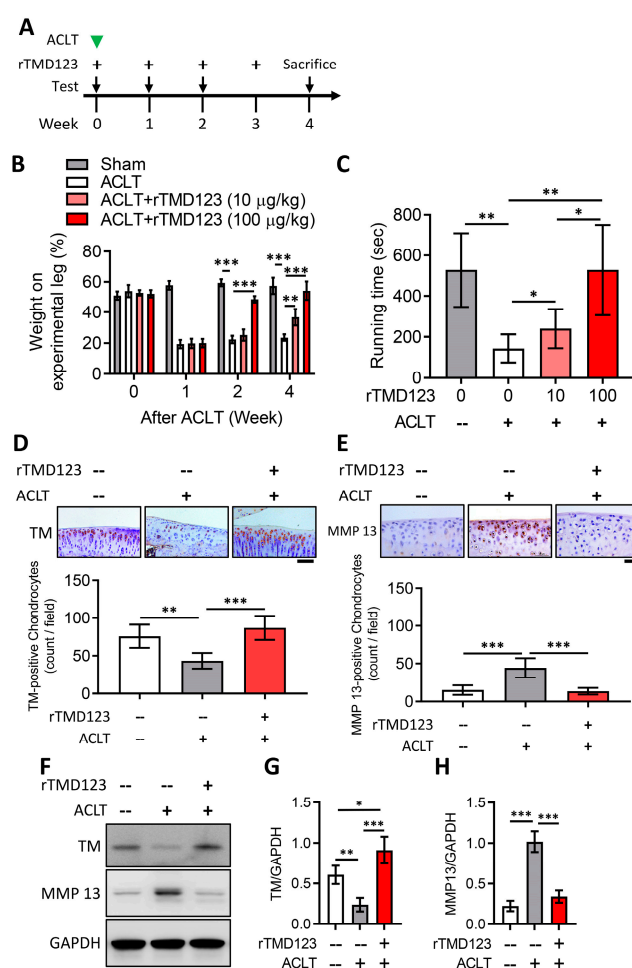 A
ACLT
rTMD123 + + + + Sacrifice
Test
Week 0 1 2 3 4
B
Sham
ACLT
ACLT+rTMD123 (10 μg/kg)
ACLT+rTMD123 (100 μg/kg)
Weight on
experimental leg (%)
80
60
40
20
0
*** *** *** *** **
0 1 2 4
After ACLT (Week)
C
Running time (sec)
800
600
400
200
0
** ** * *
rTMD123 0 0 10 100
ACLT -- + + +
D
rTMD123 -- -- +
ACLT -- + +
TM
TM-positive Chondrocytes
(count / field)
150
100
50
0
** ***
rTMD123 -- -- +
ACLT -- + +
E
rTMD123 -- -- +
ACLT -- + +
MMP 13
MMP 13-positive Chondrocytes
(count / field)
150
100
50
0
*** ***
rTMD123 -- -- +
ACLT -- + +
F
rTMD123 -- -- +
ACLT -- + +
TM
MMP 13
GAPDH
G
TM/GAPDH
1.5
1.0
0.5
0.0
* *** **
rTMD123 -- -- +
ACLT -- + +
H
MMP13/GAPDH
1.5
1.0
0.5
0.0
*** ***
-- -- +
-- + +